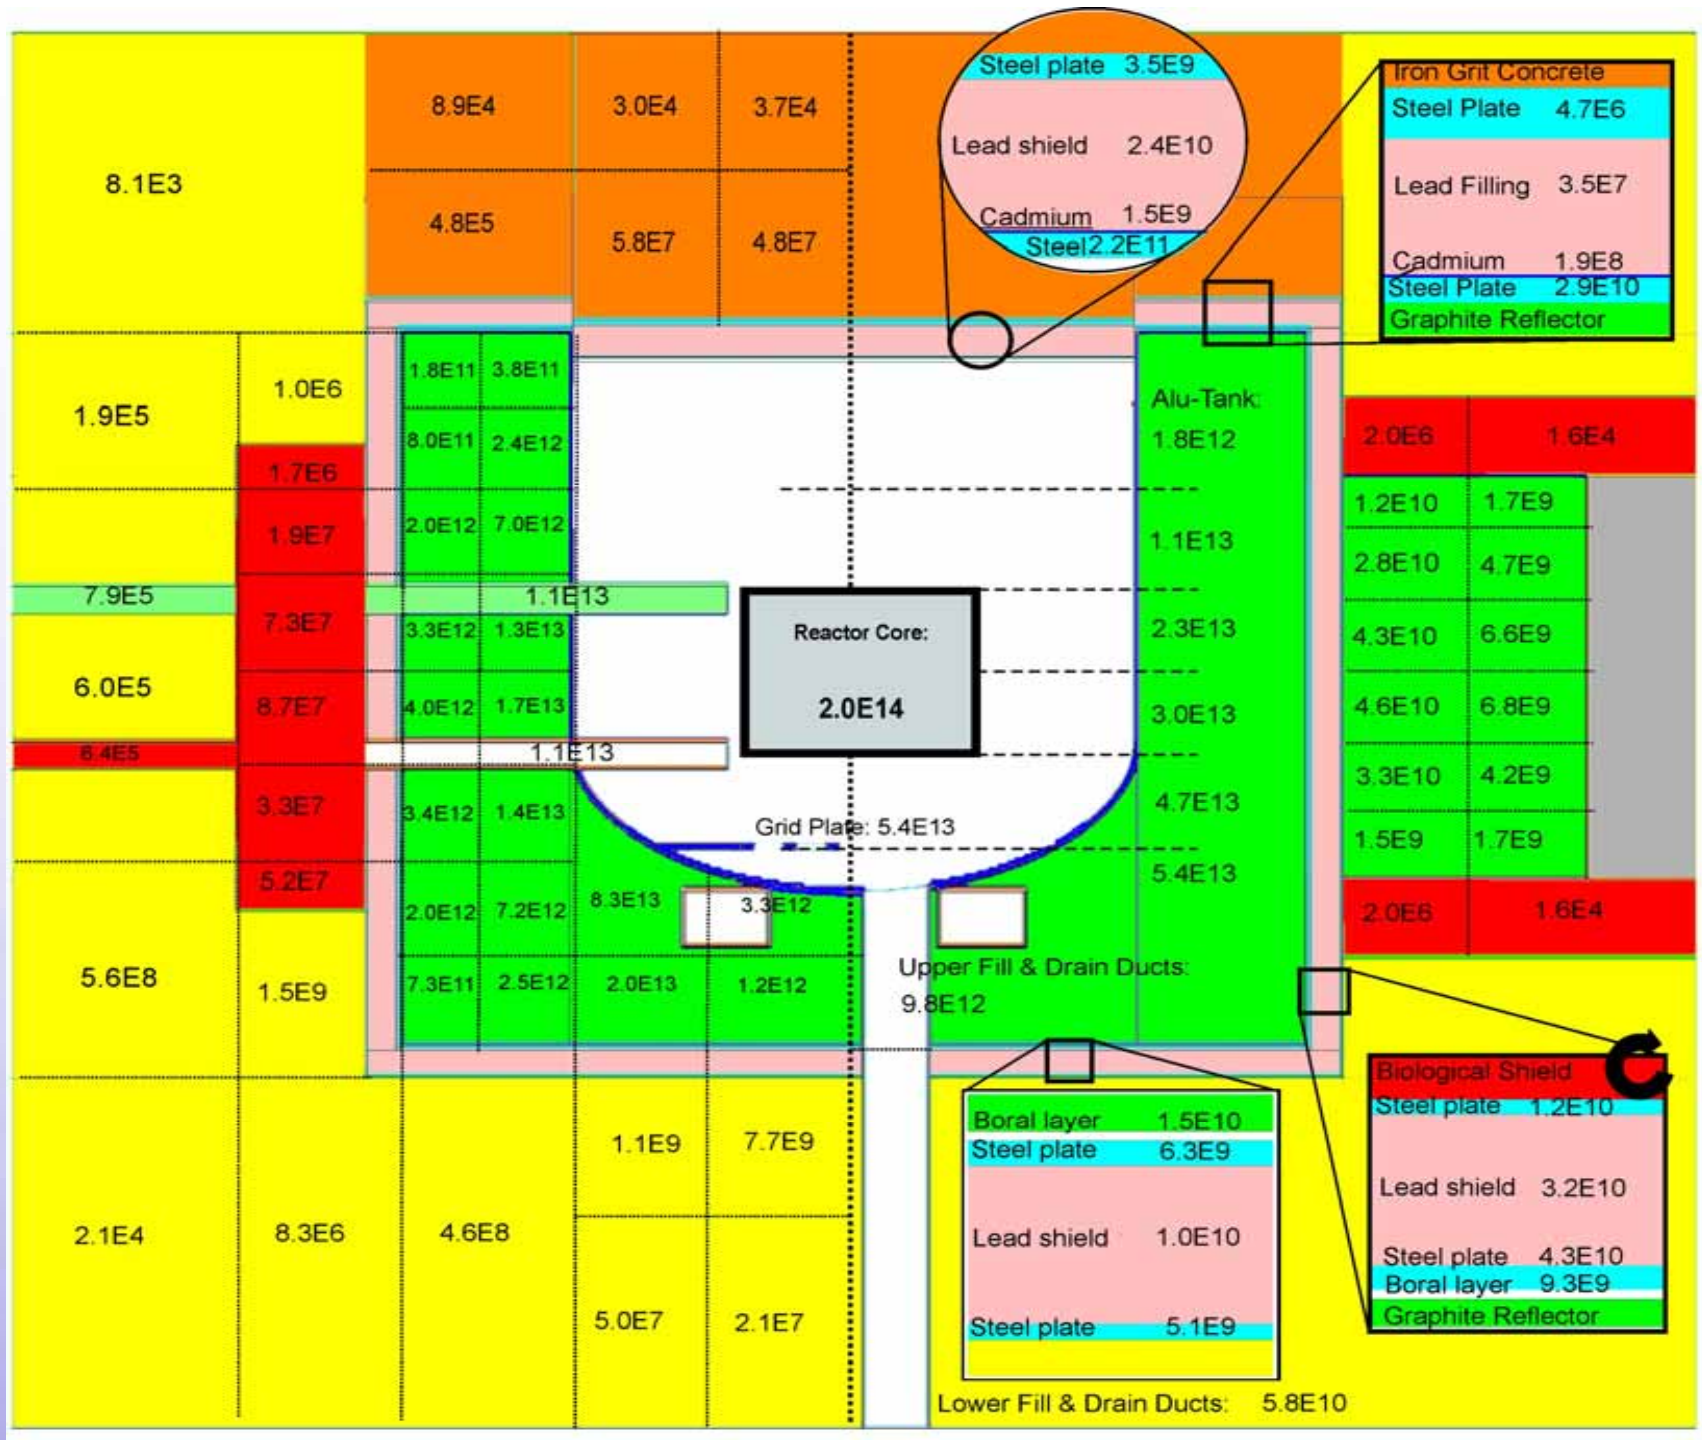 Steel plate 3.5E9
Lead shield 2.4E10
Cadmium 1.5E9
Steel 2.2E11
Iron Grit Concrete
Steel Plate 4.7E6
Lead Filling 3.5E7
Cadmium 1.9E8
Steel Plate 2.9E10
Graphite Reflector
8.9E4 3.0E4 3.7E4
8.1E3
4.8E5 5.8E7 4.8E7
1.9E5 1.0E6
1.7E6
1.9E7
7.9E5
7.3E7
6.0E5
8.7E7
3.3E7
5.2E7
5.6E8 1.5E9
1.8E11 3.8E11
8.0E11 2.4E12
2.0E12 7.0E12
1.1E13
3.3E12 1.3E13
4.0E12 1.7E13
1.1E13
3.4E12 1.4E13
2.0E12 7.2E12 8.3E13 3.3E12
7.3E11 2.5E12 2.0E13 1.2E12
Reactor Core:
2.0E14
Grid Plate: 5.4E13
Alu-Tank:
1.8E12
1.1E13
2.3E13
3.0E13
4.7E13
5.4E13
Upper Fill & Drain Ducts:
9.8E12
2.0E6 1.6E4
1.2E10 1.7E9
2.8E10 4.7E9
4.3E10 6.6E9
4.6E10 6.8E9
3.3E10 4.2E9
1.5E9 1.7E9
2.0E6 1.6E4
1.1E9 7.7E9
2.1E4 8.3E6 4.6E8
5.0E7 2.1E7
Boral layer 1.5E10
Steel plate 6.3E9
Lead shield 1.0E10
Steel plate 5.1E9
Biological Shield
Steel plate 1.2E10
Lead shield 3.2E10
Steel plate 4.3E10
Boral layer 9.3E9
Graphite Reflector
Lower Fill & Drain Ducts: 5.8E10